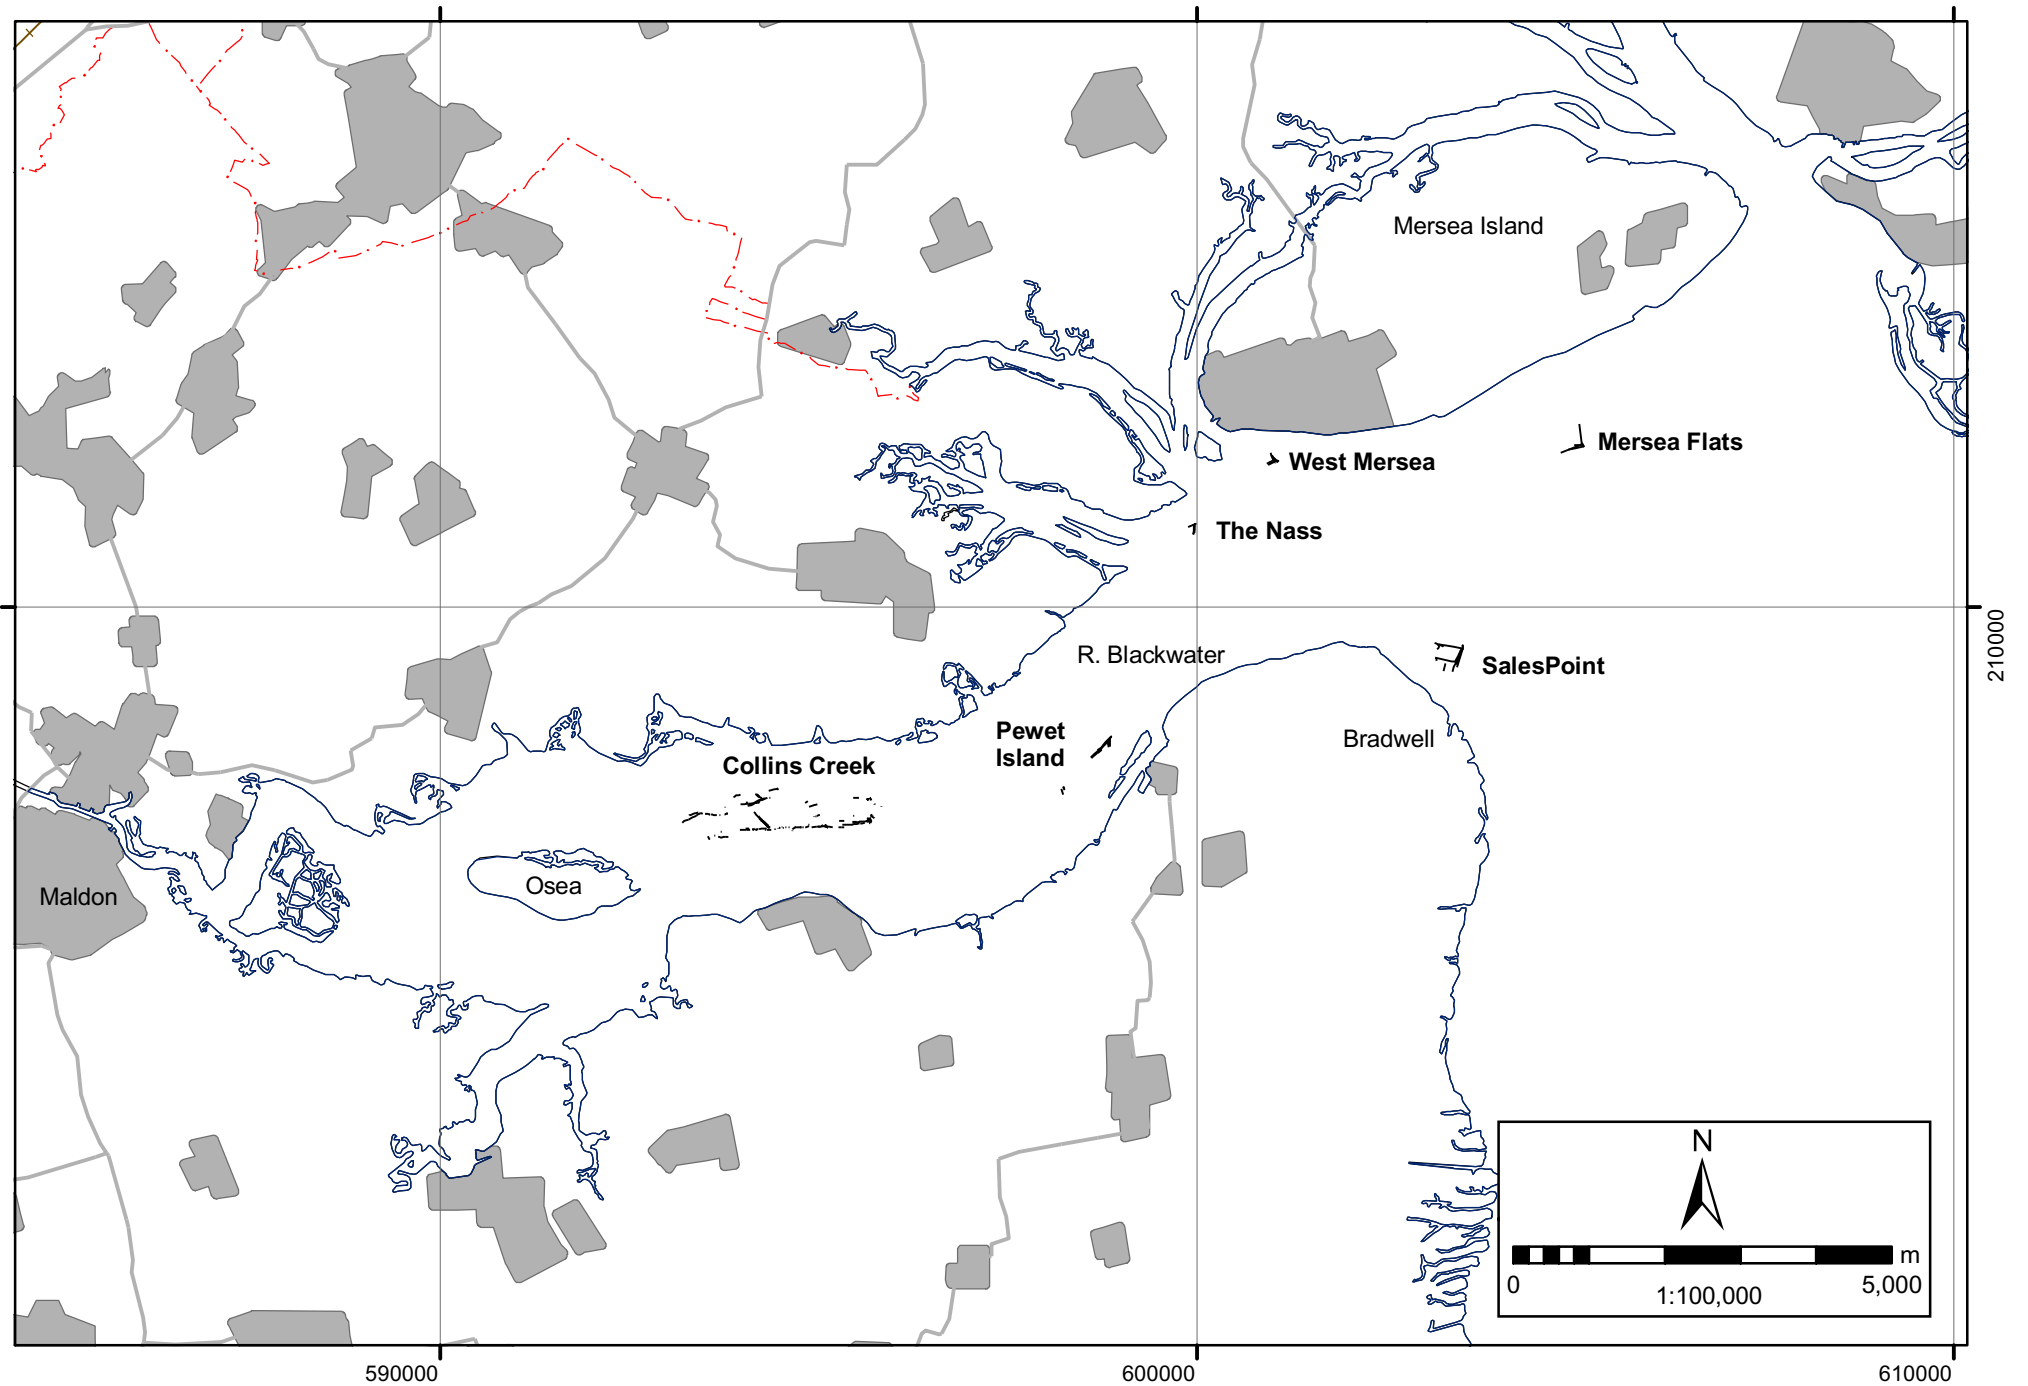 Mersea Island
Mersea Flats
West Mersea
The Nass
210000
R. Blackwater
SalesPoint
Pewet
Island
Bradwell
Collins Creek
Osea
Maldon
N
m
0
5,000
1:100,000
590000
600000
610000